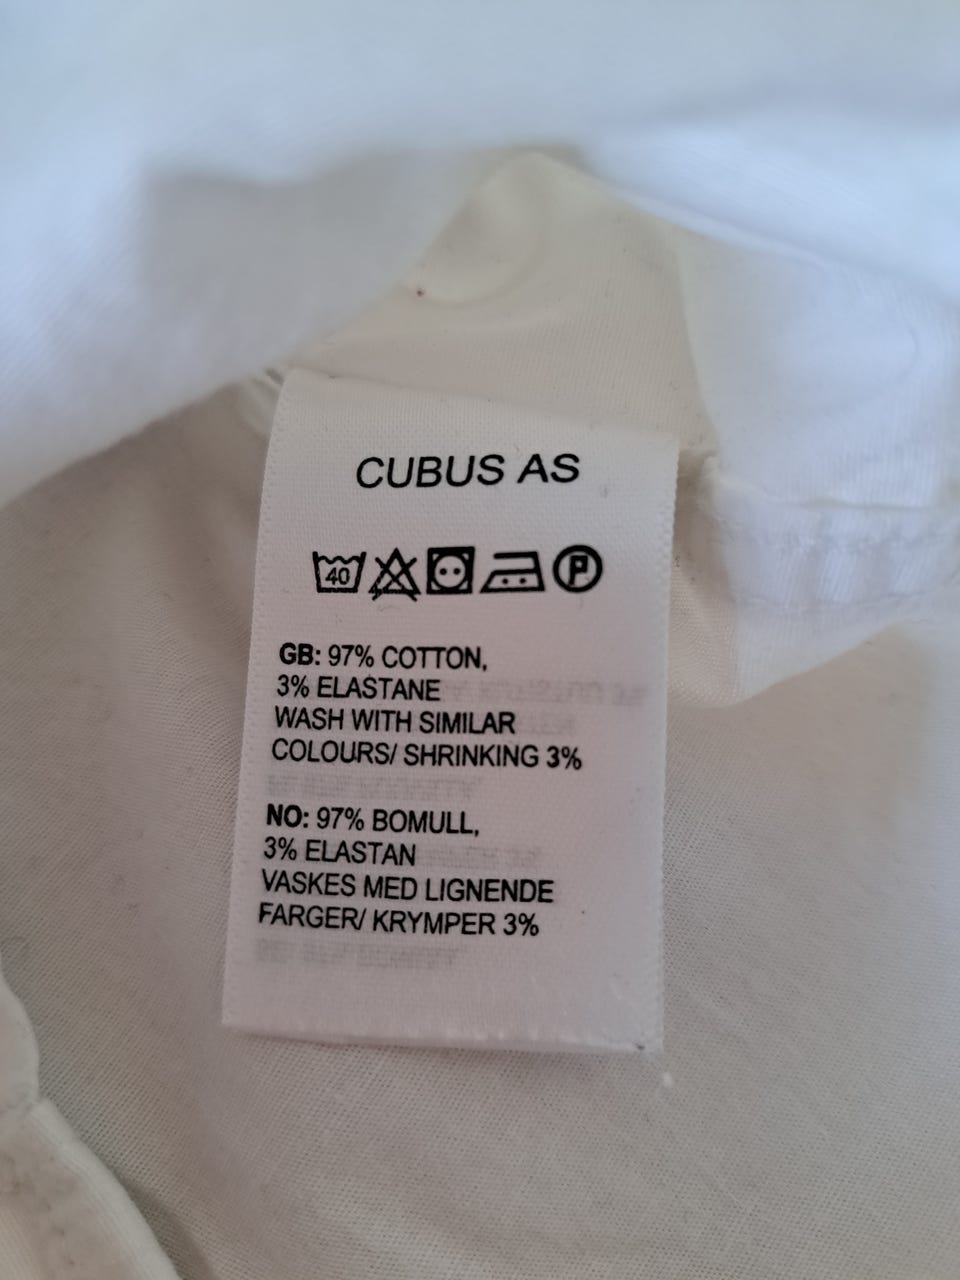 CUBUS AS
40 P
GB: 97% COTTON,
3% ELASTANE
WASH WITH SIMILAR
COLOURS/ SHRINKING 3%
NO: 97% BOMULL,
3% ELASTAN
VASKES MED LIGNENDE
FARGER/ KRYMPER 3%